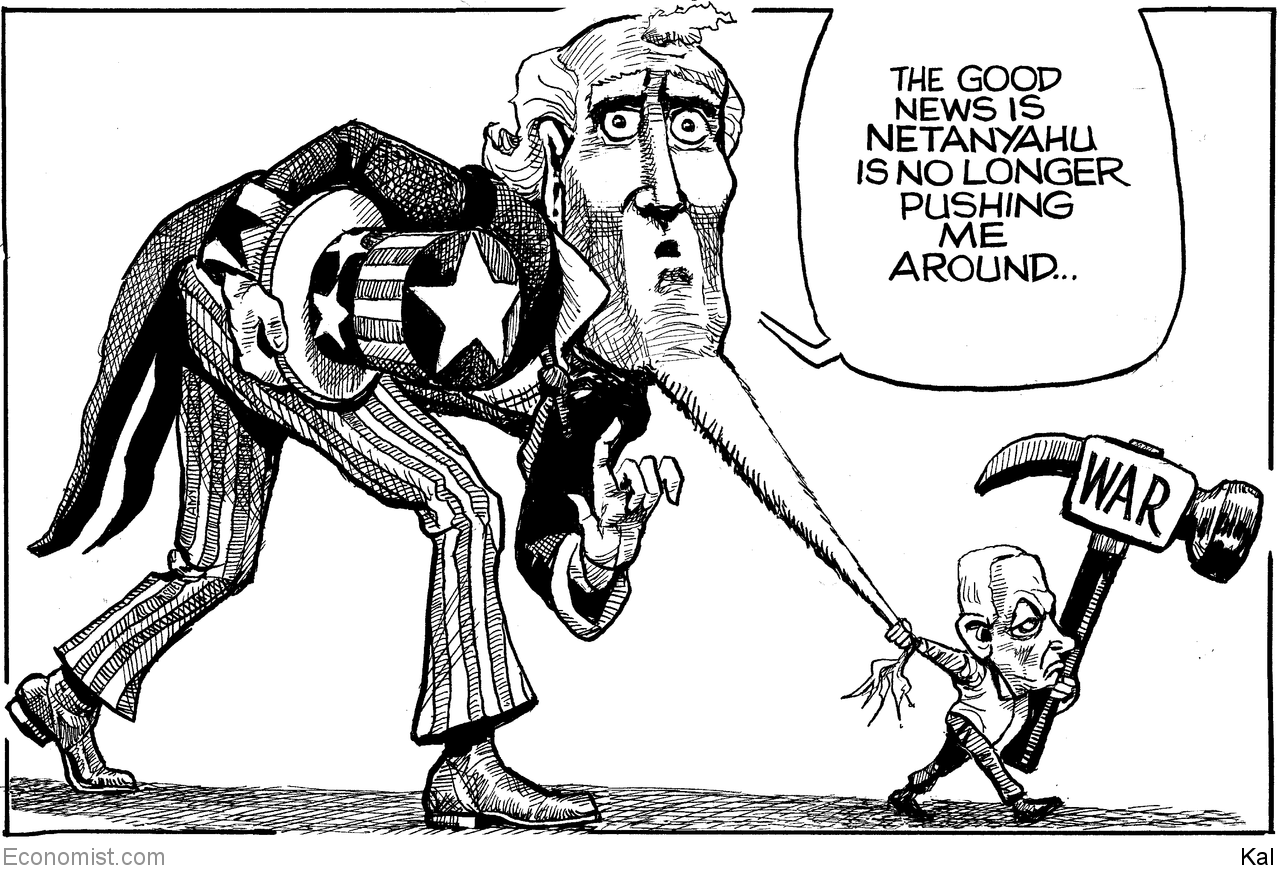 THE GOOD
NEWS IS
NETANYAHU
IS NO LONGER
PUSHING
ME
AROUND...
WAR
Economist.com
Kal